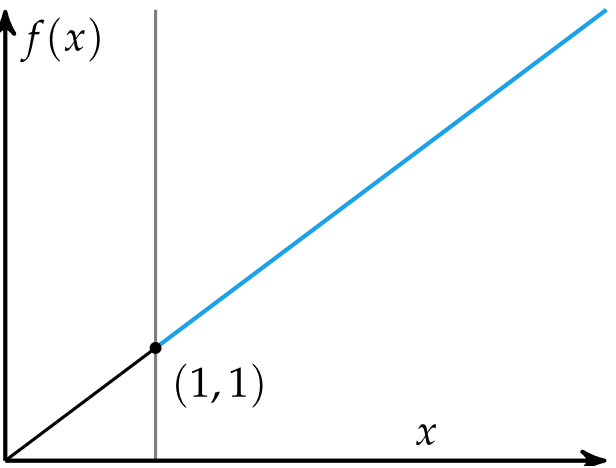 f(x)
(1, 1)
x